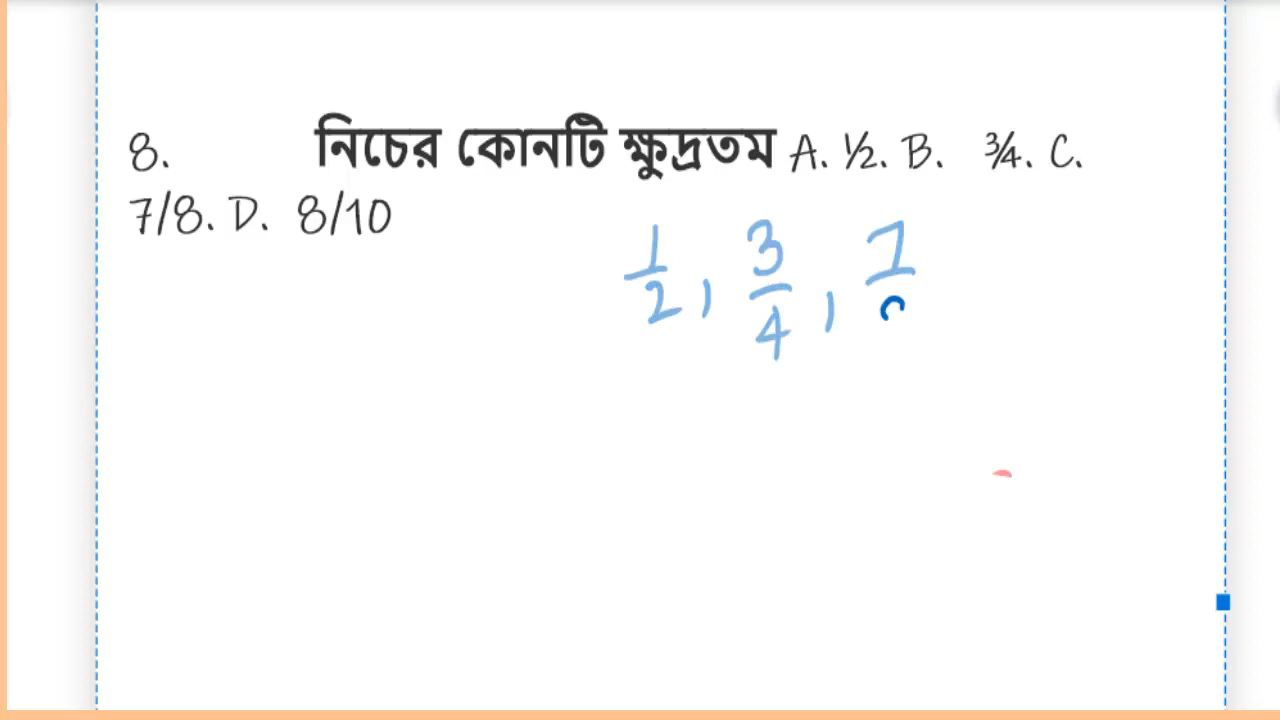 8. নিচের কোনটি ক্ষুদ্রতম A. ½. B. ¾. C.
7/8. D. 8/10
1/2, 3/4, 7/